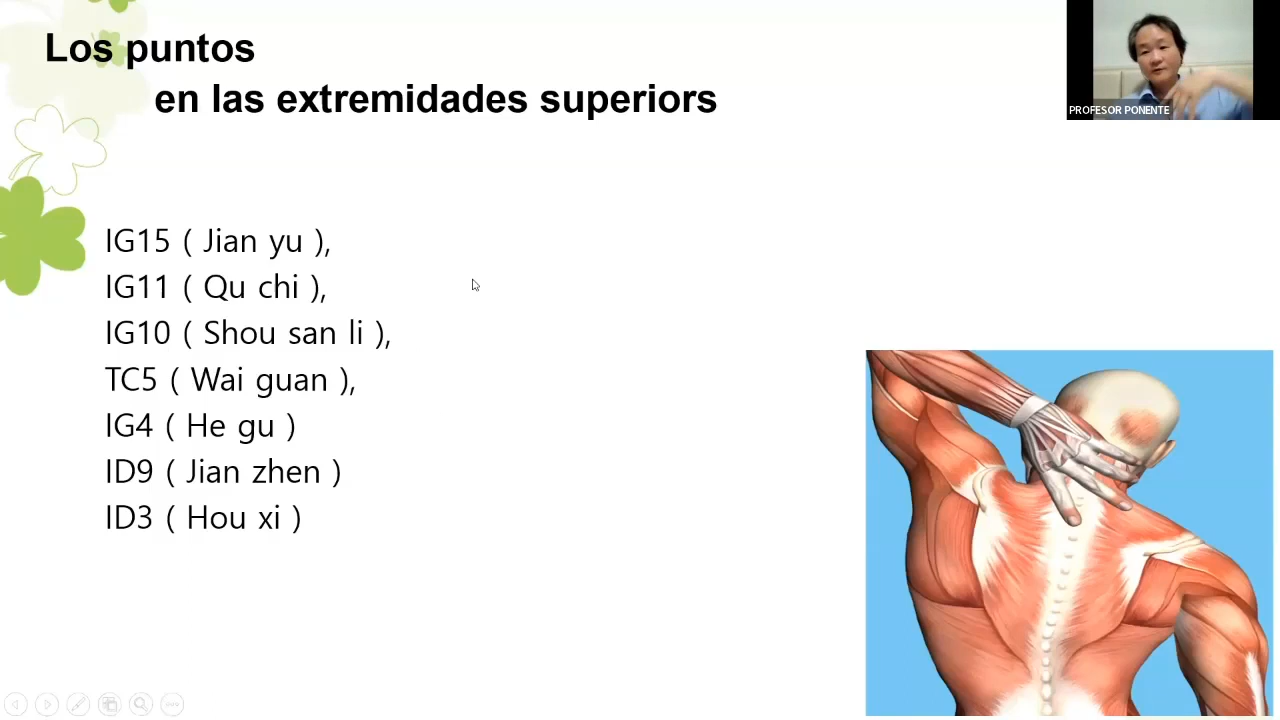 Los puntos
en las extremidades superiors
PROFESOR PONENTE
IG15 ( Jian yu ),
IG11 ( Qu chi ),
IG10 ( Shou san li ),
TC5 ( Wai guan ),
IG4 ( He gu )
ID9 ( Jian zhen )
ID3 ( Hou xi )